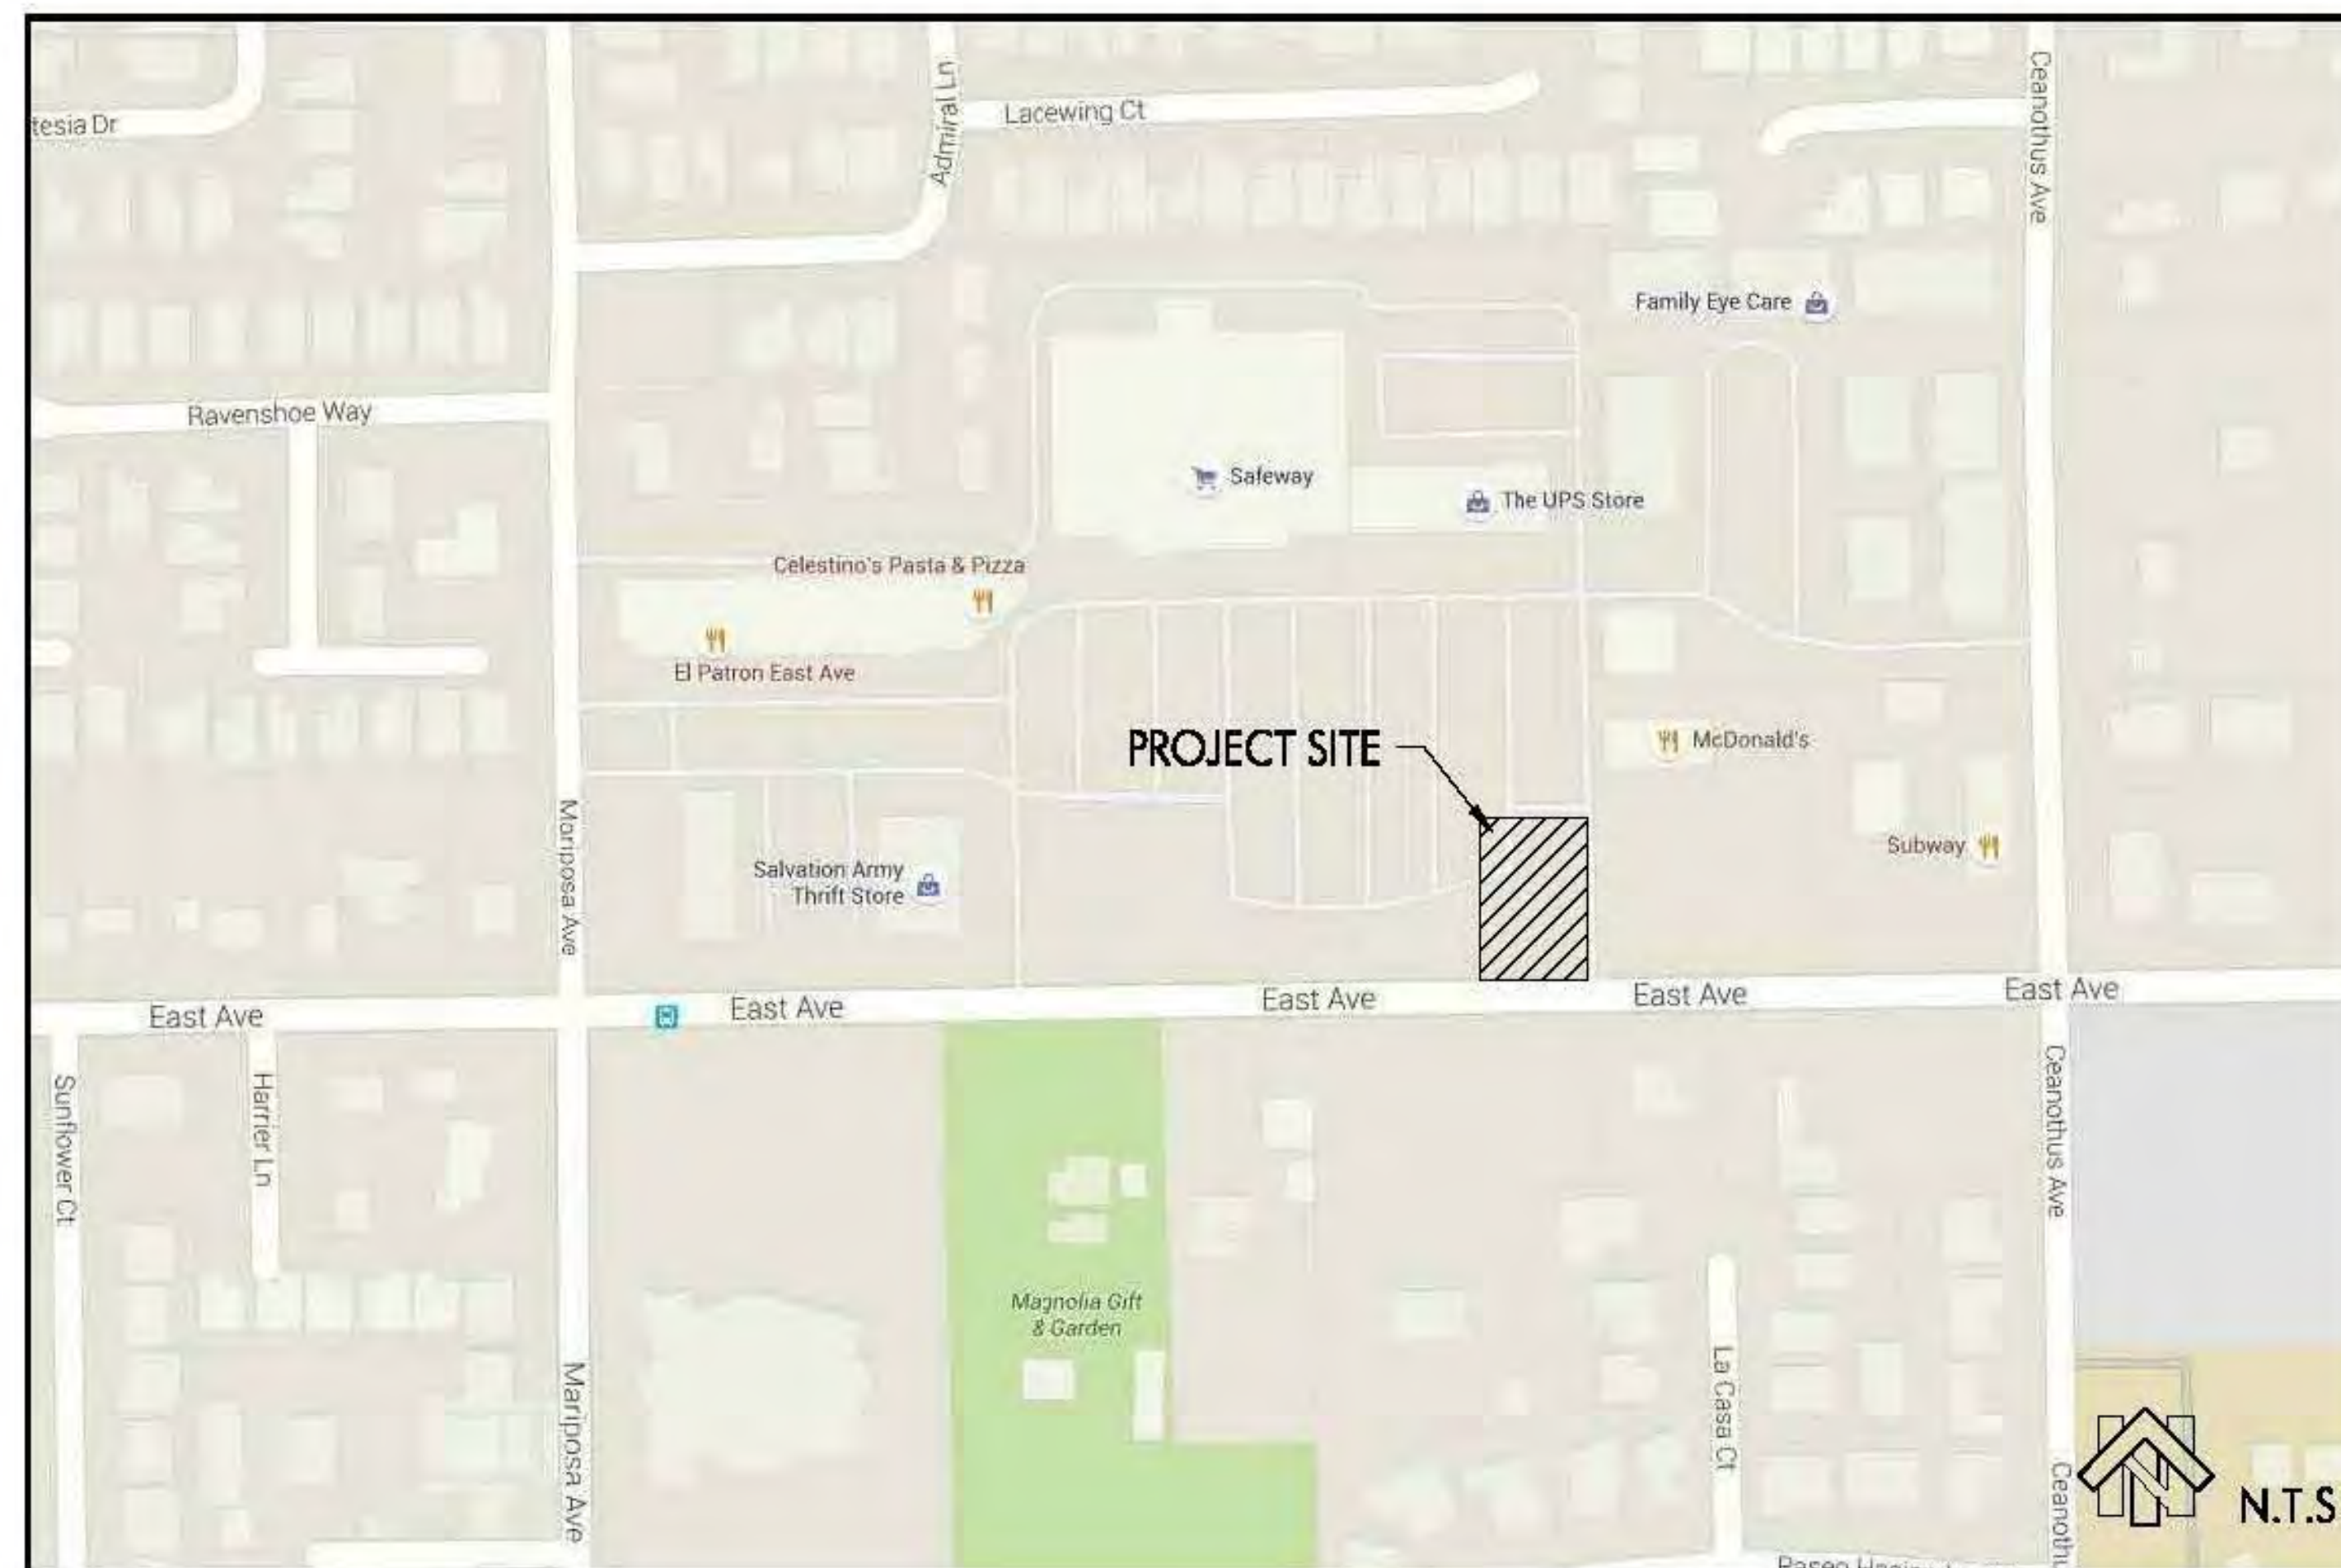 Admiral Ln
Ceanothus Ave
Lacewing Ct
tesia Dr
Family Eye Care
Ravenshoe Way
Safeway
The UPS Store
Celestino's Pasta & Pizza
El Patron East Ave
PROJECT SITE
McDonald's
Mariposa Ave
Subway
Salvation Army
Thrift Store
East Ave
East Ave
East Ave
East Ave
East Ave
Sunflower Ct
Harrier Ln
Ceanothus Ave
Magnolia Gift
& Garden
La Casa Ct
Mariposa Ave
Ceanothu
N
N.T.S
Paseo